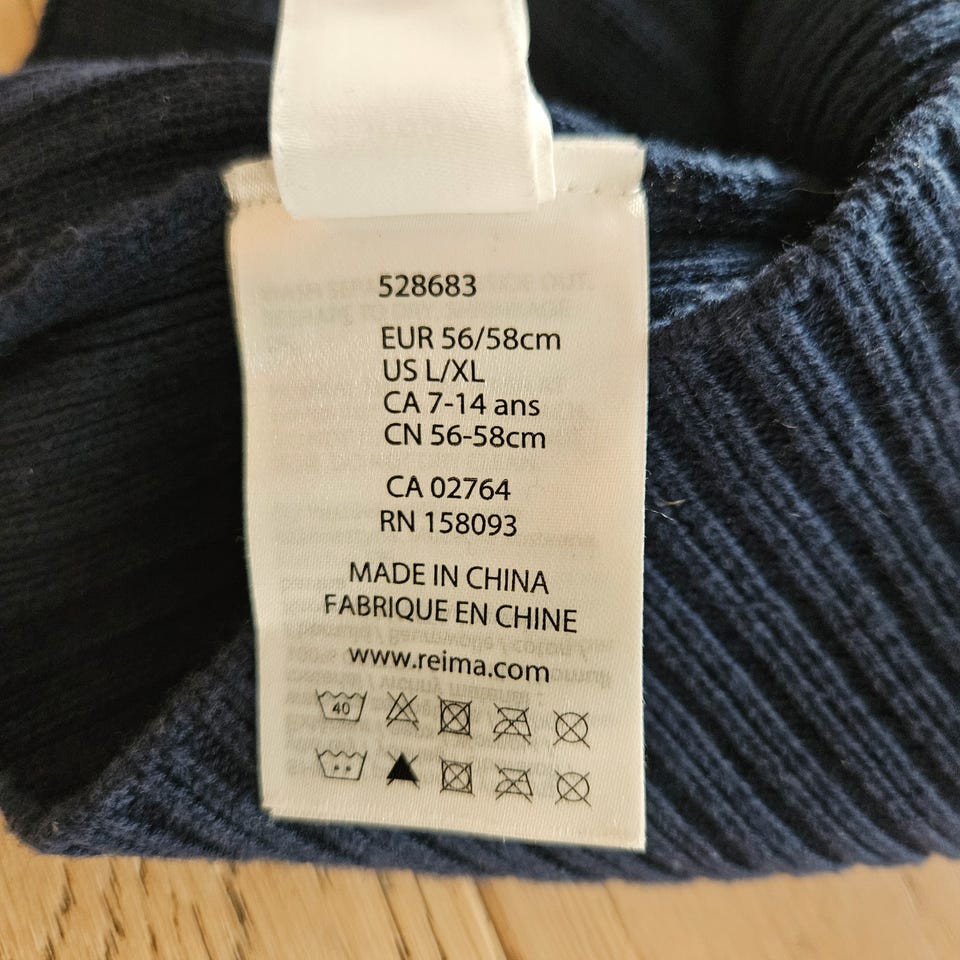 528683
EUR 56/58cm
US L/XL
CA 7-14 ans
CN 56-58cm
CA 02764
RN 158093
MADE IN CHINA
FABRIQUE EN CHINE
www.reima.com
40